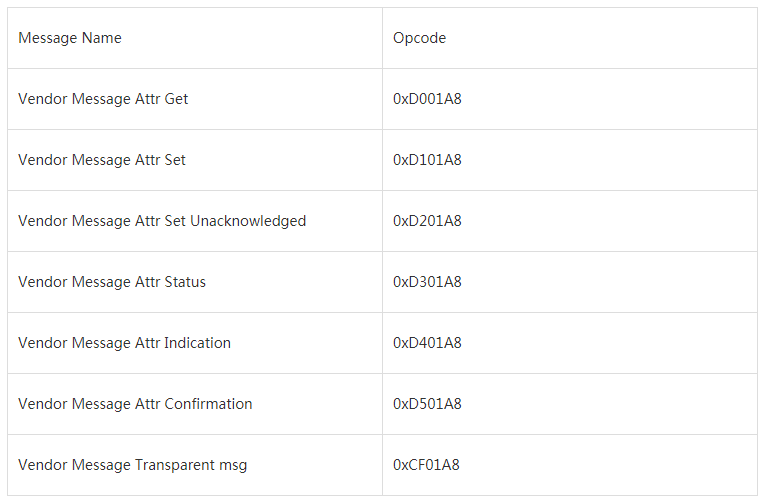 Message Name Opcode
Vendor Message Attr Get 0xD001A8
Vendor Message Attr Set 0xD101A8
Vendor Message Attr Set Unacknowledged 0xD201A8
Vendor Message Attr Status 0xD301A8
Vendor Message Attr Indication 0xD401A8
Vendor Message Attr Confirmation 0xD501A8
Vendor Message Transparent msg 0xCF01A8